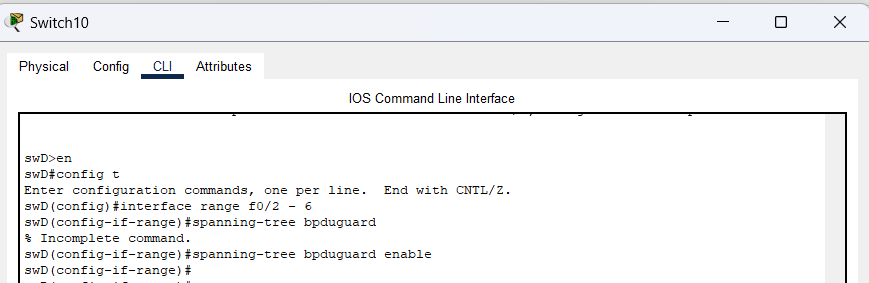 Switch10
Physical Config CLI Attributes
IOS Command Line Interface
swD>en
swD#config t
Enter configuration commands, one per line.  End with CNTL/Z.
swD(config)#interface range f0/2 - 6
swD(config-if-range)#spanning-tree bpduguard
% Incomplete command.
swD(config-if-range)#spanning-tree bpduguard enable
swD(config-if-range)#